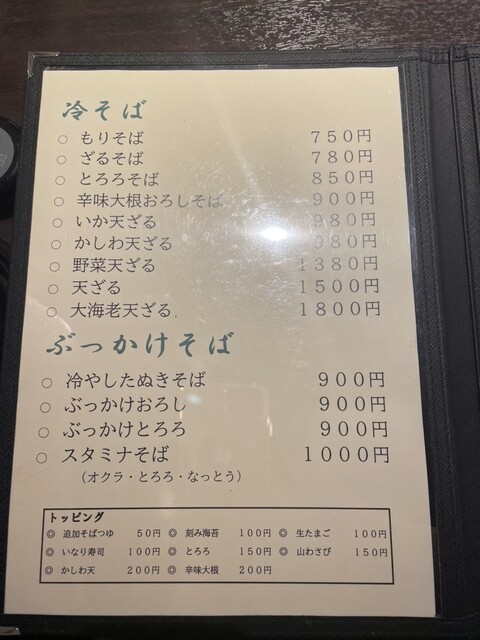 冷そば
○ もりそば 750円
○ ざるそば 780円
○ とろろそば 850円
○ 辛味大根おろしそば 900円
○ いか天ざる 980円
○ かしわ天ざる 980円
○ 野菜天ざる 1380円
○ 天ざる 1500円
○ 大海老天ざる 1800円
ぶっかけそば
○ 冷やしたぬきそば 900円
○ ぶっかけおろし 900円
○ ぶっかけとろろ 900円
○ スタミナそば 1000円
(オクラ・とろろ・なっとう)
トッピング
◎ 追加そばつゆ 50円 ◎ 刻み海苔 100円 ◎ 生たまご 100円
◎ いなり寿司 100円 ◎ とろろ 150円 ◎ 山わさび 150円
◎ かしわ天 200円 ◎ 辛味大根 200円